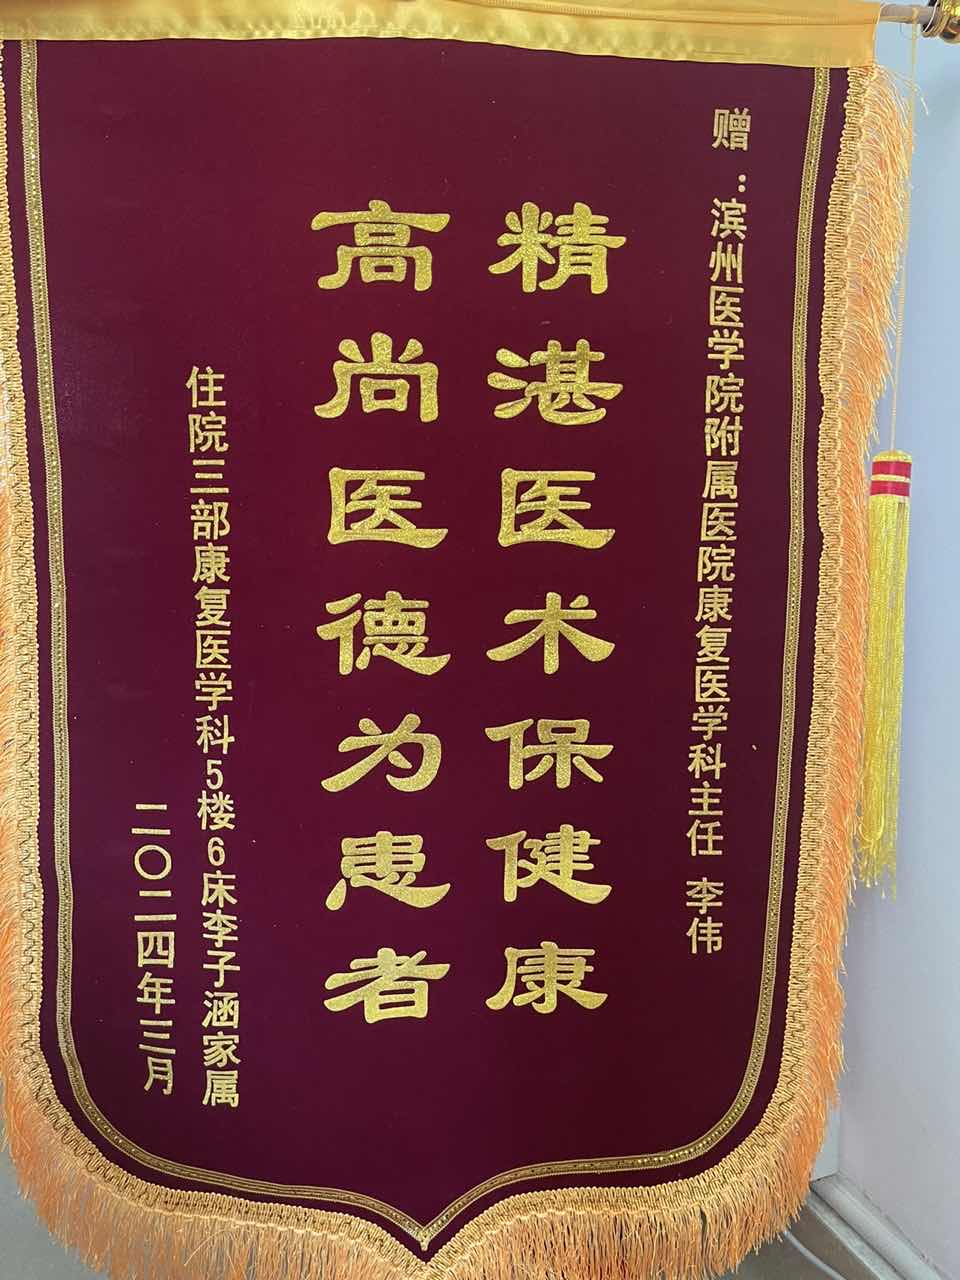 赠：滨州医学院附属医院康复医学科主任 李伟
精湛医术保健康
高尚医德为患者
住院三部康复医学科5楼6床李子涵家属
二〇二四年三月